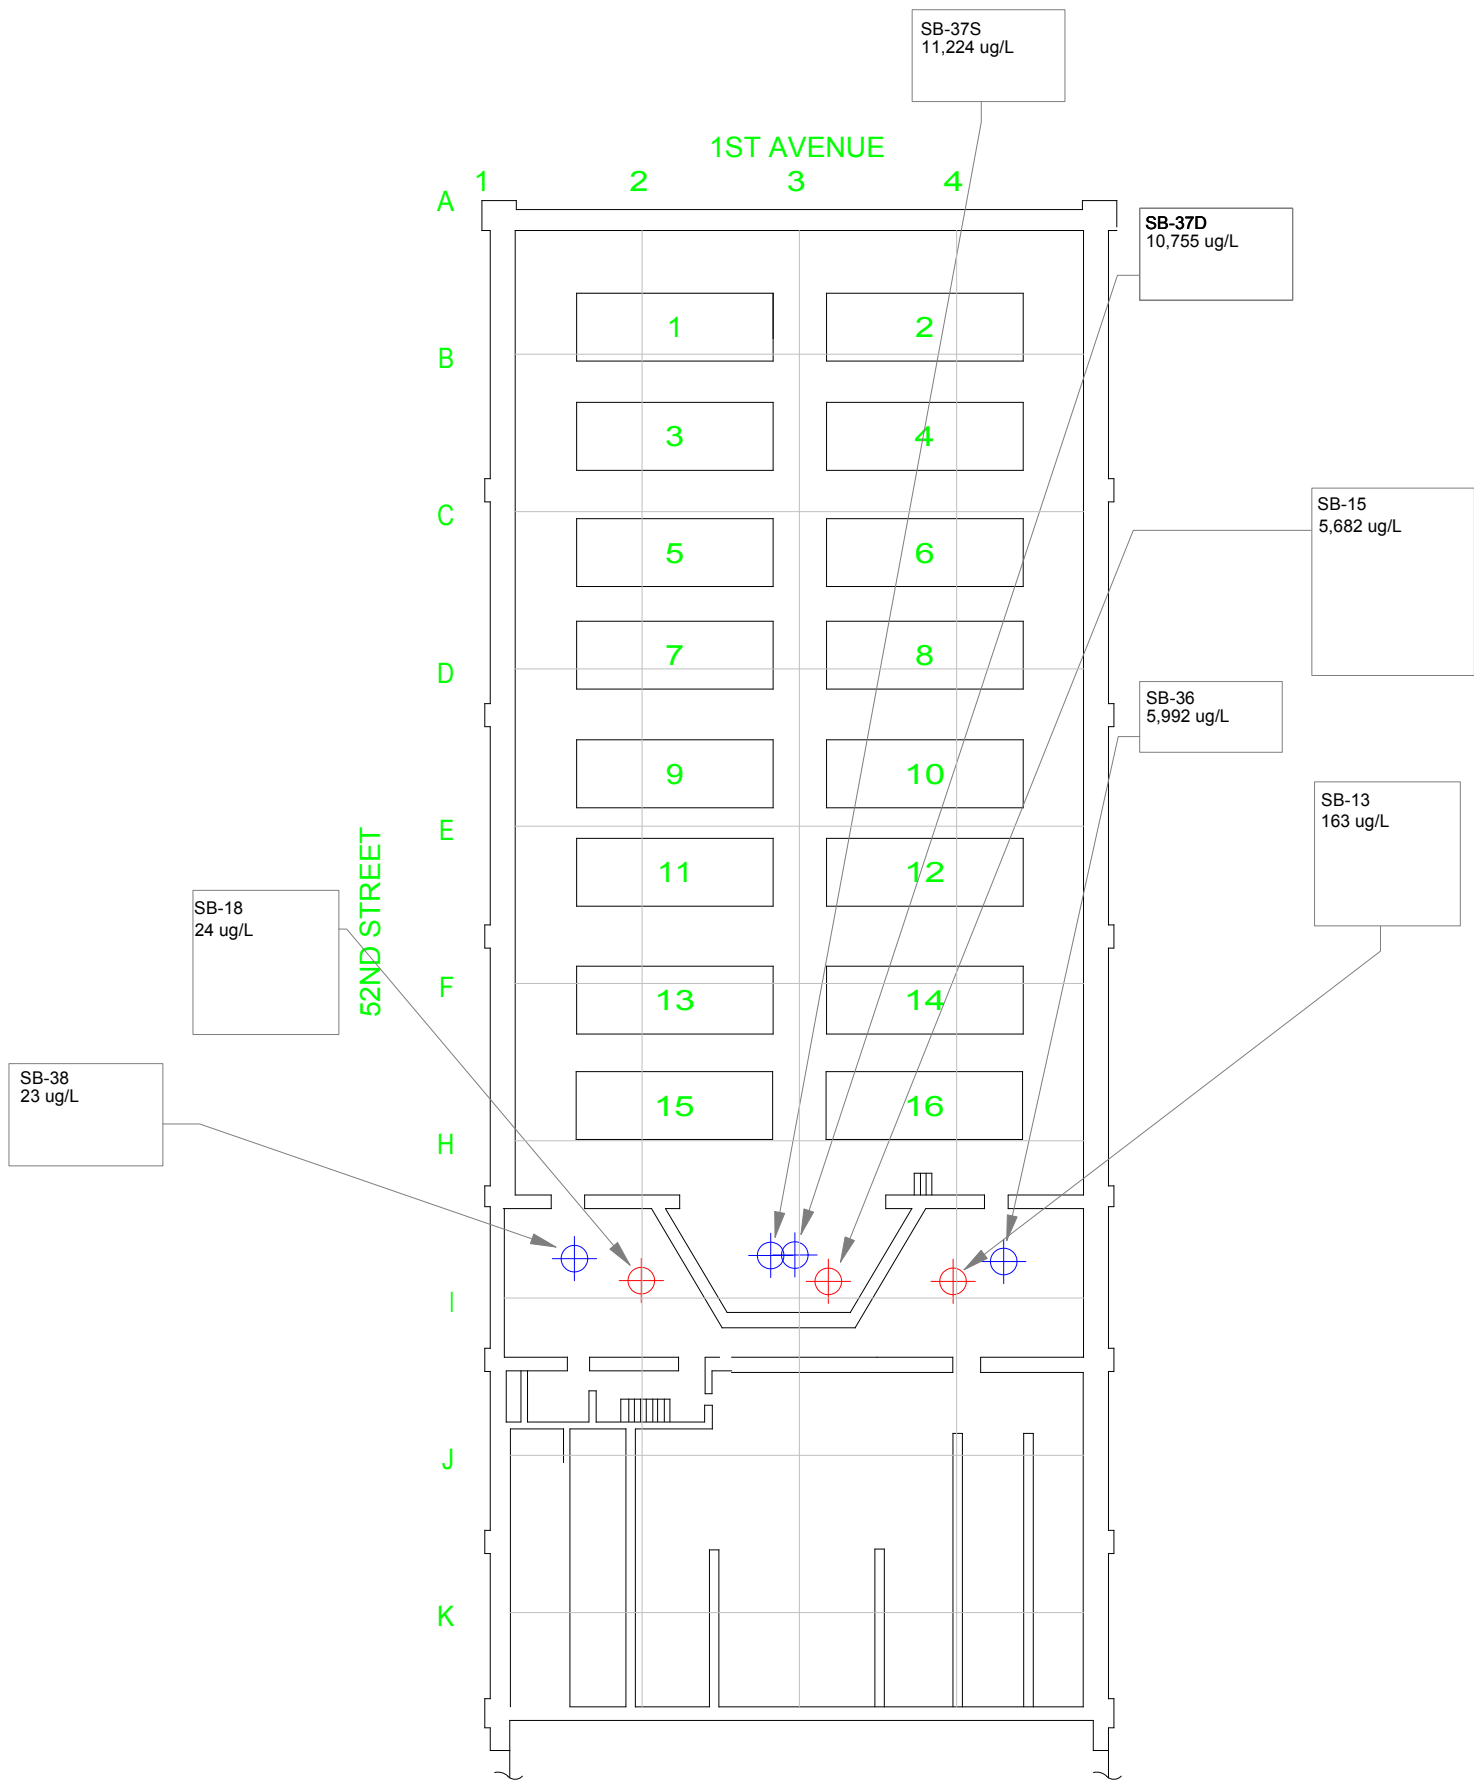 SB-37S
11,224 ug/L
1ST AVENUE
1
2
3
4
A
SB-37D
10,755 ug/L
1
2
B
3
4
SB-15
5,682 ug/L
C
5
6
7
8
D
SB-36
5,992 ug/L
9
10
SB-13
163 ug/L
E
52ND STREET
11
12
SB-18
24 ug/L
F
13
14
SB-38
23 ug/L
15
16
H
I
J
K